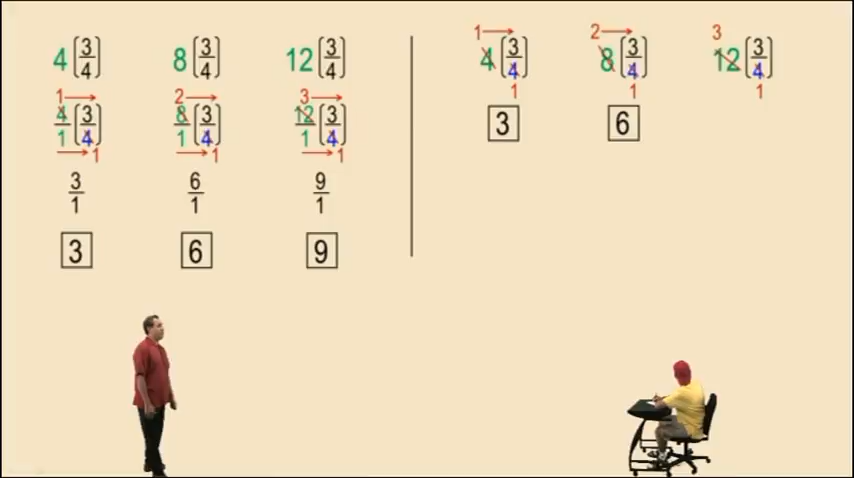 4(3/4) 8(3/4) 12(3/4)
1 → 2 → 3 →
4/1(3/4) 8/1(3/4) 12/1(3/4)
→ 1 → 1 → 1
3/1 6/1 9/1
3 6 9
1 → 2 → 3
4(3/4) 8(3/4) 12(3/4)
1 1 1
3 6